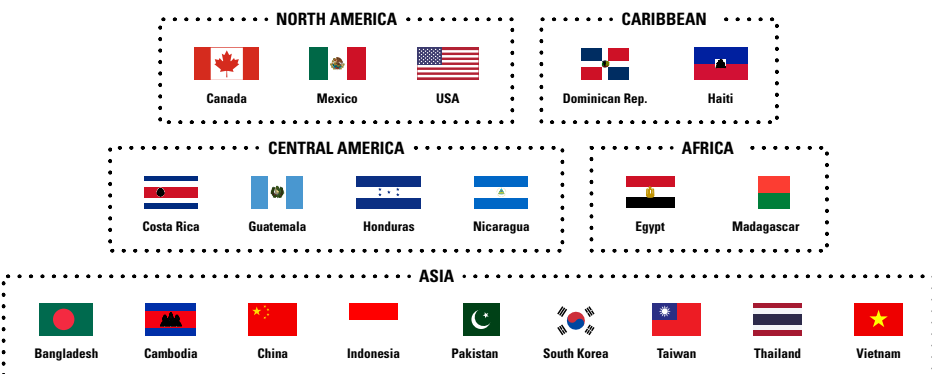 NORTH AMERICA
CARIBBEAN
Canada
Mexico
USA
Dominican Rep.
Haiti
CENTRAL AMERICA
AFRICA
Costa Rica
Guatemala
Honduras
Nicaragua
Egypt
Madagascar
ASIA
Bangladesh
Cambodia
China
Indonesia
Pakistan
South Korea
Taiwan
Thailand
Vietnam